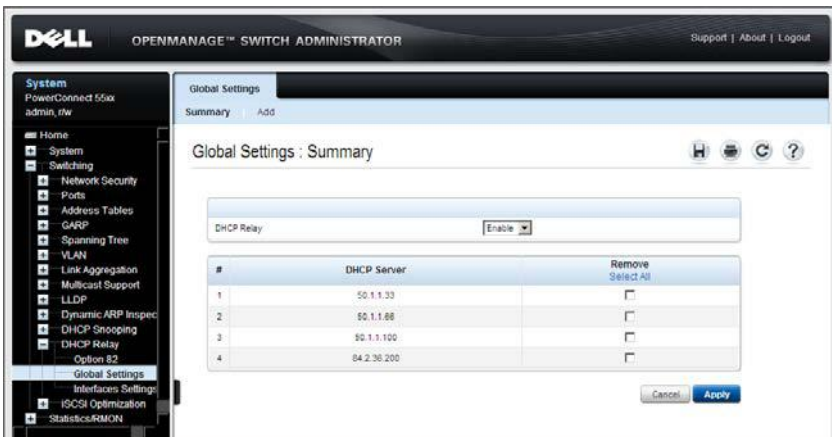 DELL
OPENMANAGE™ SWITCH ADMINISTRATOR
Support | About | Logout
System
PowerConnect 55xx
admin, r/w
Home
System
Switching
Network Security
Ports
Address Tables
GARP
Spanning Tree
VLAN
Link Aggregation
Multicast Support
LLDP
Dynamic ARP Inspec
DHCP Snooping
DHCP Relay
Option 82
Global Settings
Interfaces Settings
iSCSI Optimization
Statistics/RMON
Global Settings
Summary Add
Global Settings : Summary
DHCP Relay Enable
# DHCP Server Remove
Select All
1 50.1.1.33
2 50.1.1.66
3 50.1.1.100
4 84.2.36.200
Cancel Apply